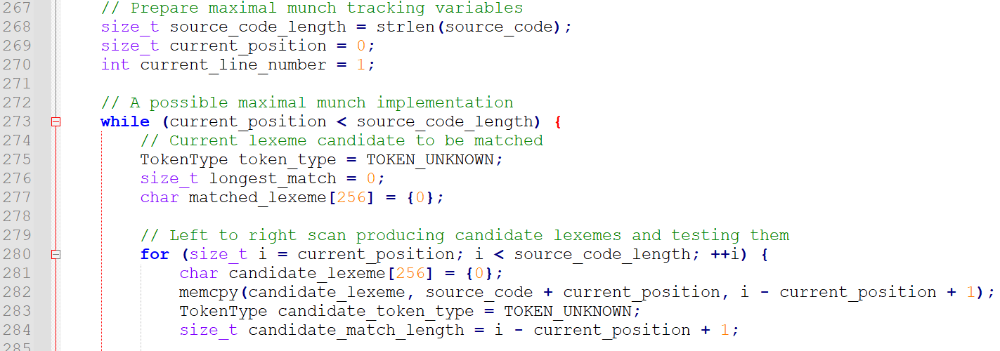 267 // Prepare maximal munch tracking variables
268 size_t source_code_length = strlen(source_code);
269 size_t current_position = 0;
270 int current_line_number = 1;
271
272 // A possible maximal munch implementation
273 while (current_position < source_code_length) {
274 // Current lexeme candidate to be matched
275 TokenType token_type = TOKEN_UNKNOWN;
276 size_t longest_match = 0;
277 char matched_lexeme[256] = {0};
278
279 // Left to right scan producing candidate lexemes and testing them
280 for (size_t i = current_position; i < source_code_length; ++i) {
281 char candidate_lexeme[256] = {0};
282 memcpy(candidate_lexeme, source_code + current_position, i - current_position + 1);
283 TokenType candidate_token_type = TOKEN_UNKNOWN;
284 size_t candidate_match_length = i - current_position + 1;
285